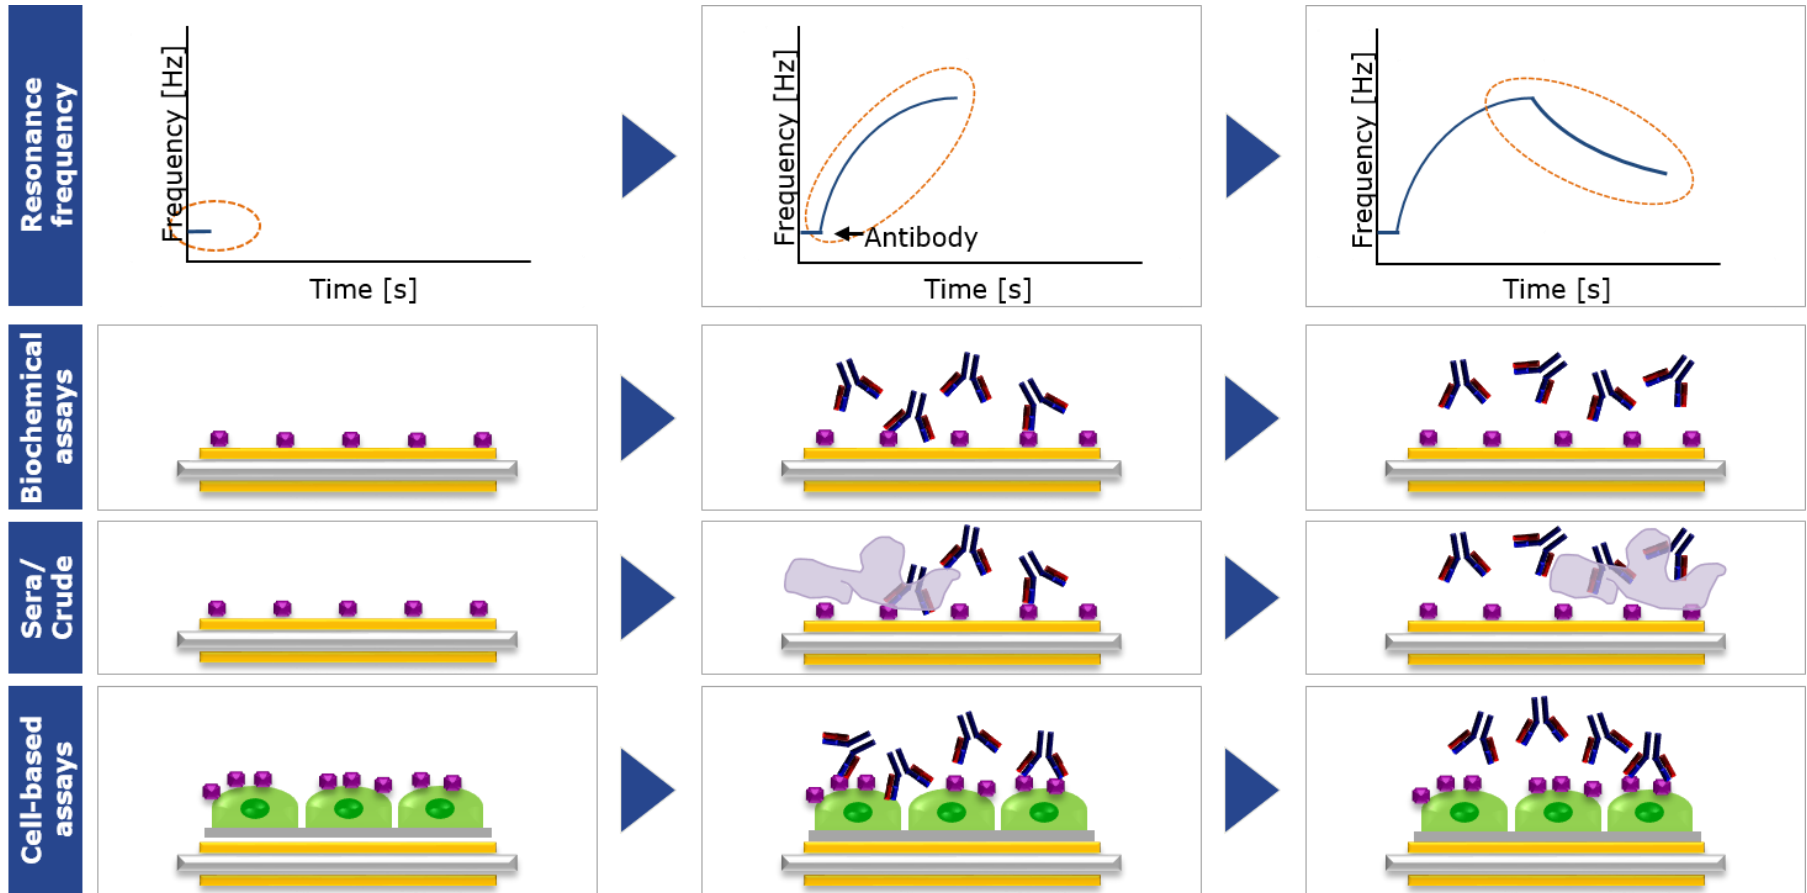 Resonance
frequency
Frequency [Hz]
Time [s]
Frequency [Hz]
Antibody
Time [s]
Frequency [Hz]
Time [s]
Biochemical
assays
Sera/
Crude
Cell-based
assays